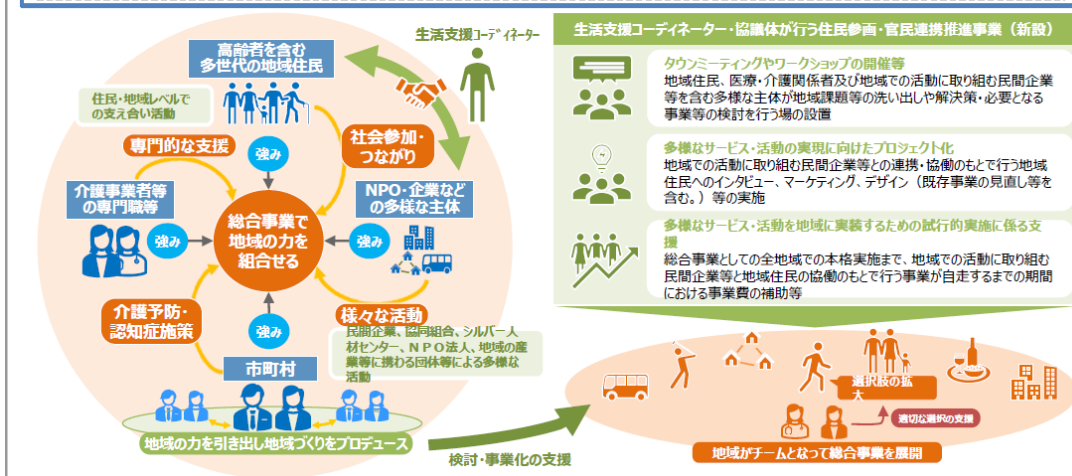 生活支援コーディネーター
高齢者を含む
多世代の地域住民
住民・地域レベルで
の支え合い活動
専門的な支援
強み
社会参加・
つながり
介護事業者等
の専門職等
強み
総合事業で
地域の力を
組合せる
強み
NPO・企業など
の多様な主体
介護予防・
認知症施策
強み
様々な活動
民間企業、協同組合、シルバー人
材センター、NPO法人、地域の産
業等に携わる団体等による多様な
活動
市町村
地域の力を引き出し地域づくりをプロデュース
検討・事業化の支援
生活支援コーディネーター・協議体が行う住民参画・官民連携推進事業（新設）
タウンミーティングやワークショップの開催等
地域住民、医療・介護関係者及び地域での活動に取り組む民間企業
等を含む多様な主体が地域課題等の洗い出しや解決策・必要となる
事業等の検討を行う場の設置
多様なサービス・活動の実現に向けたプロジェクト化
地域での活動に取り組む民間企業等との連携・協働のもとで行う地域
住民へのインタビュー、マーケティング、デザイン（既存事業の見直し等を
含む。）等の実施
多様なサービス・活動を地域に実装するための試行的実施に係る支
援
総合事業としての全地域での本格実施まで、地域での活動に取り組む
民間企業等と地域住民の協働のもとで行う事業が自走するまでの期間
における事業費の補助等
選択肢の拡
大
適切な選択の支援
地域がチームとなって総合事業を展開